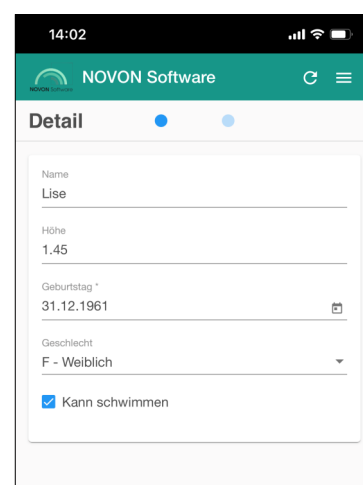 14:02
NOVON Software
NOVON Software
Detail
Name
Lise
Höhe
1.45
Geburtstag *
31.12.1961
Geschlecht
F - Weiblich
Kann schwimmen